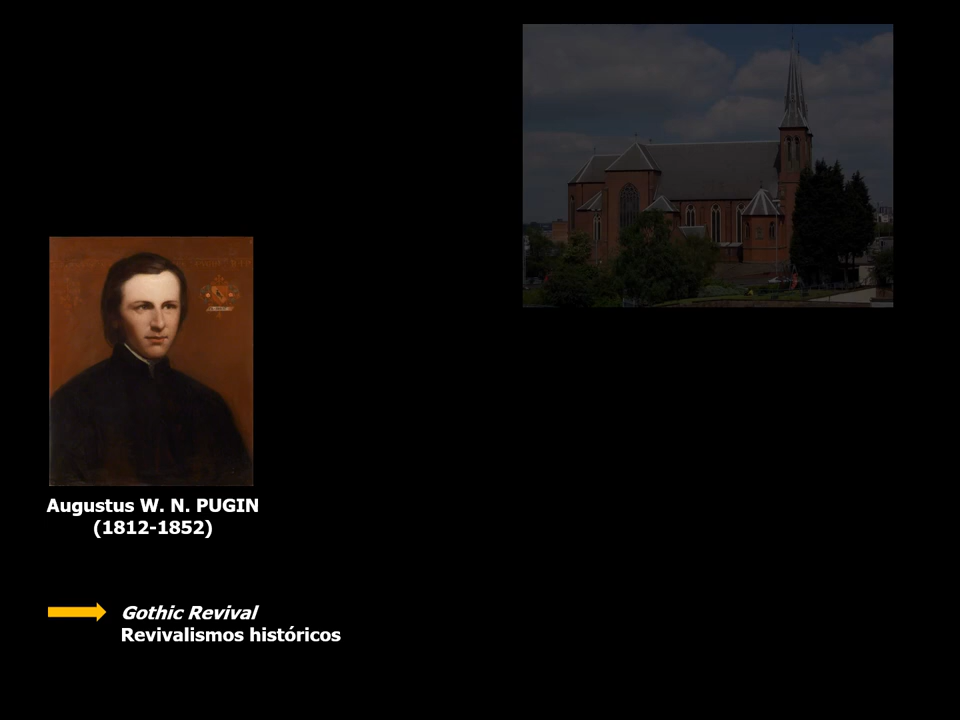 Augustus W. N. PUGIN
(1812-1852)
Gothic Revival
Revivalismos históricos